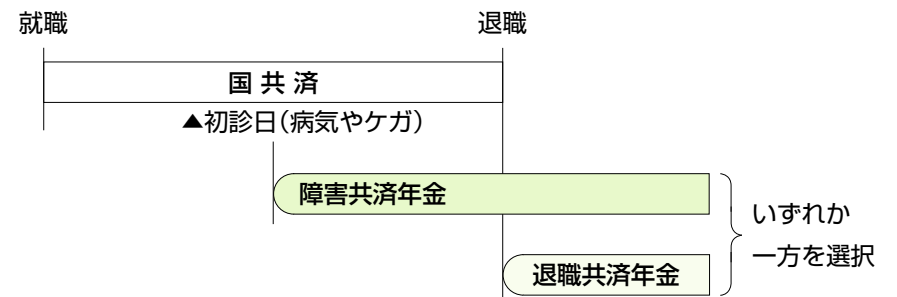 就職
退職
国共済
▲初診日（病気やケガ）
障害共済年金
いずれか
一方を選択
退職共済年金